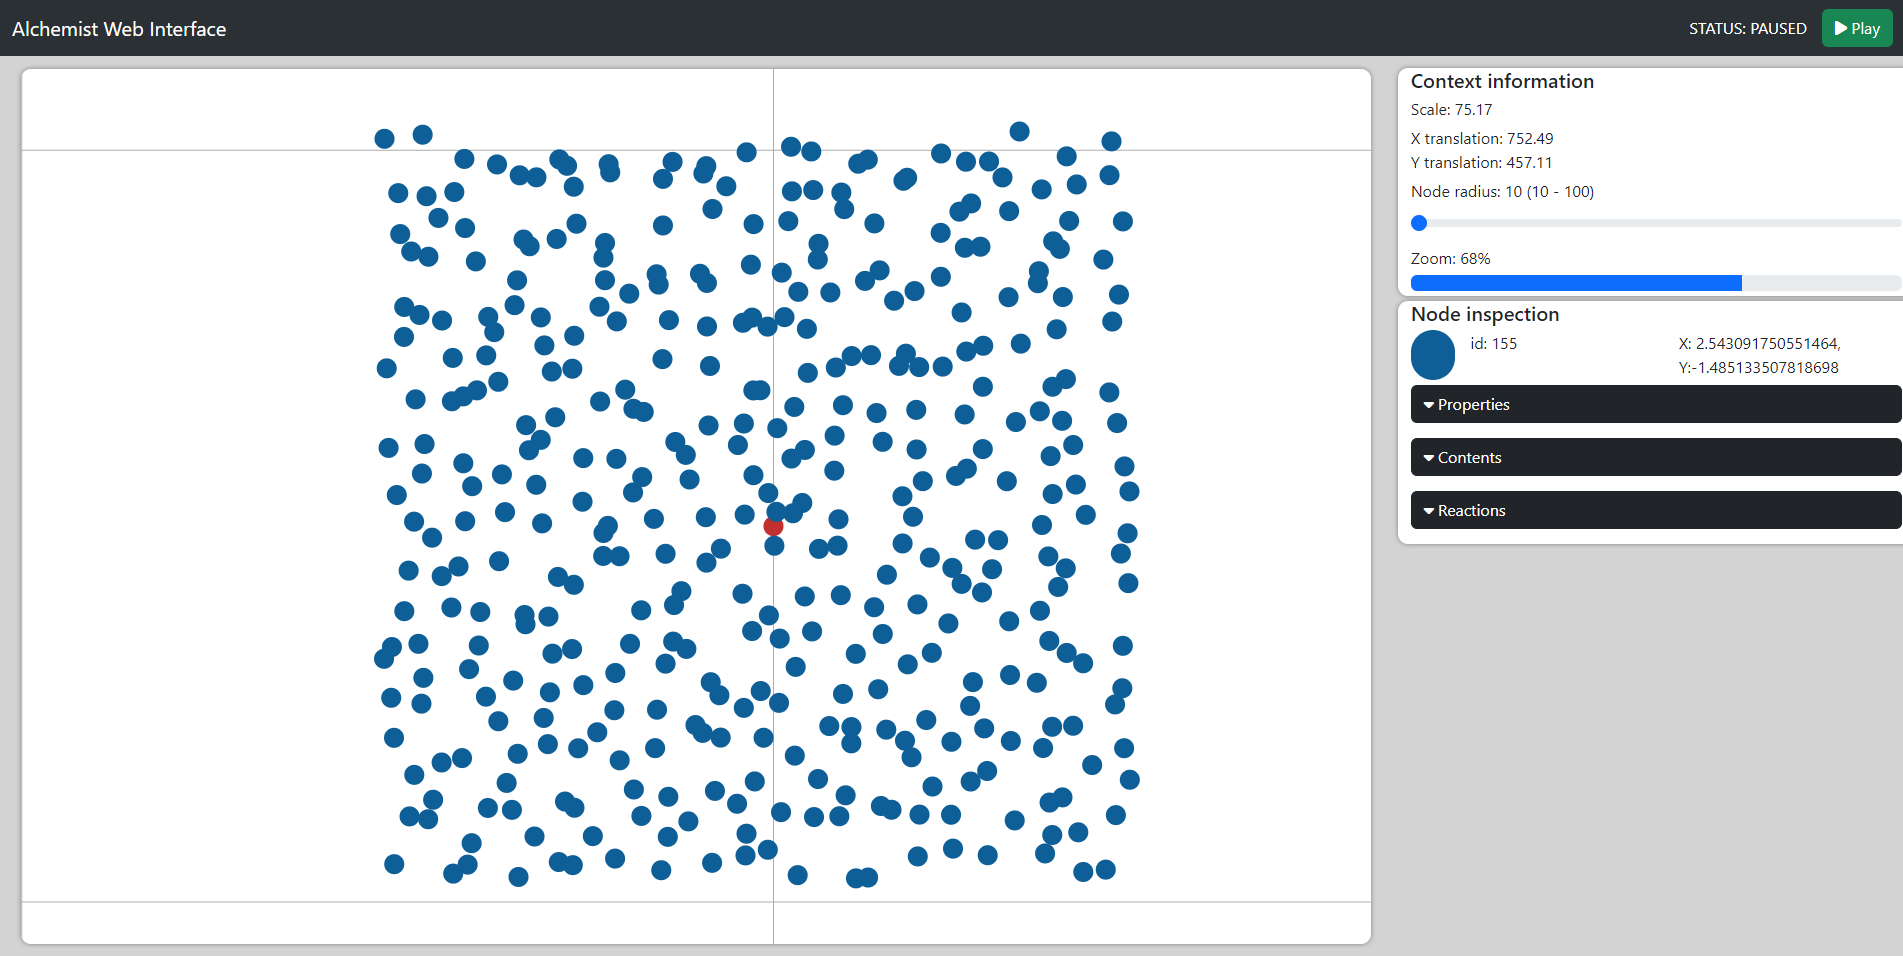 Alchemist Web Interface
STATUS: PAUSED
Play
Context information
Scale: 75.17
X translation: 752.49
Y translation: 457.11
Node radius: 10 (10 - 100)
Zoom: 68%
Node inspection
id: 155
X: 2.543091750551464,
Y:-1.485133507818698
Properties
Contents
Reactions